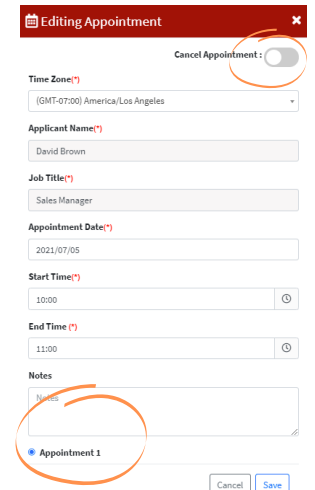 Editing Appointment ×
Cancel Appointment :
Time Zone(*)
(GMT-07:00) America/Los Angeles
Applicant Name(*)
David Brown
Job Title(*)
Sales Manager
Appointment Date(*)
2021/07/05
Start Time(*)
10:00
End Time (*)
11:00
Notes
Notes
Appointment 1
Cancel Save